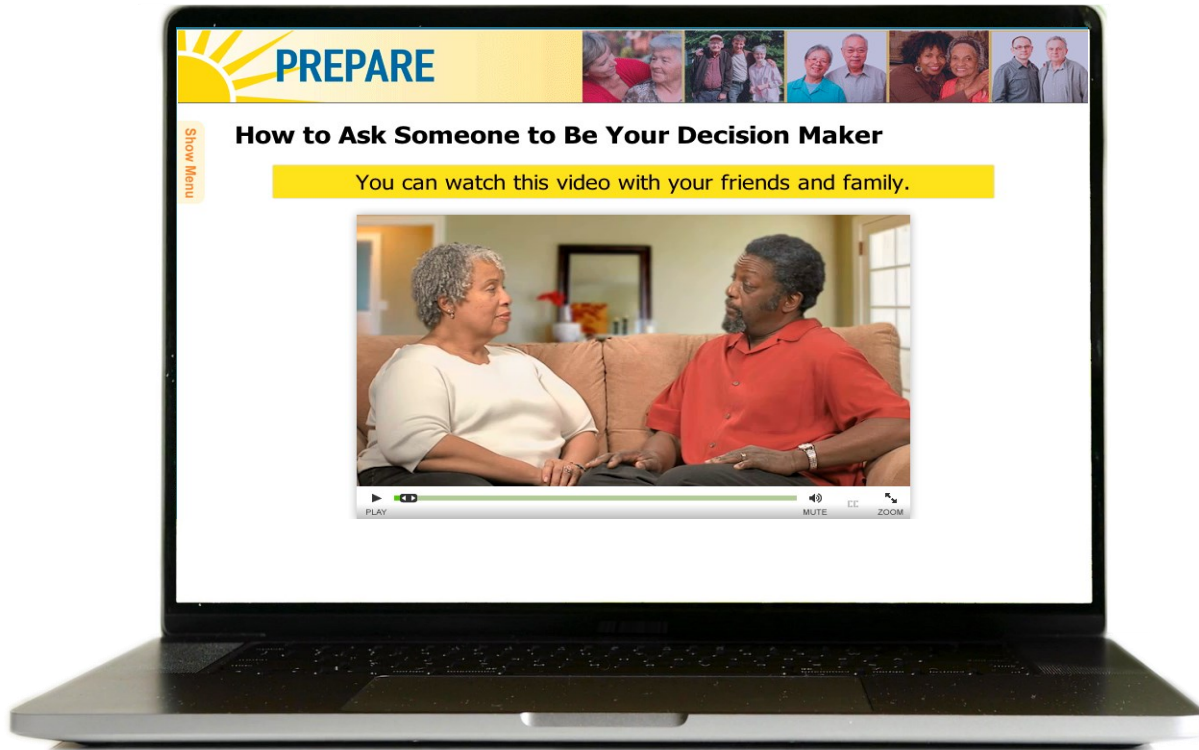 PREPARE
Show Menu
How to Ask Someone to Be Your Decision Maker
You can watch this video with your friends and family.
PLAY
MUTE
CC
ZOOM